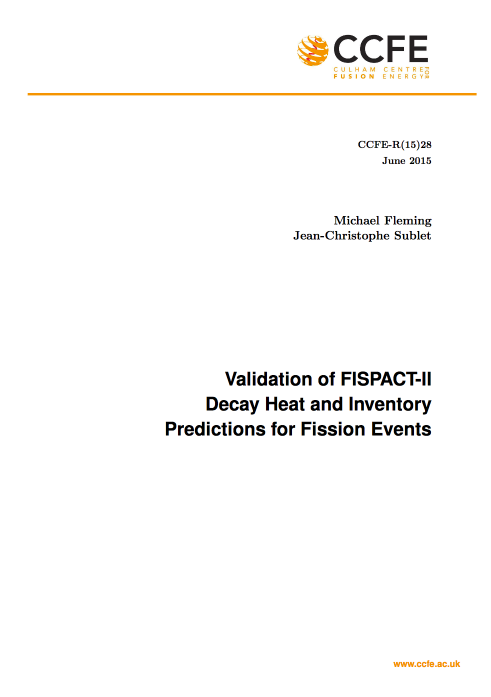 CCFE
CULHAM CENTRE
FOR
FUSION ENERGY
CCFE-R(15)28
June 2015
Michael Fleming
Jean-Christophe Sublet
Validation of FISPACT-II
Decay Heat and Inventory
Predictions for Fission Events
www.ccfe.ac.uk